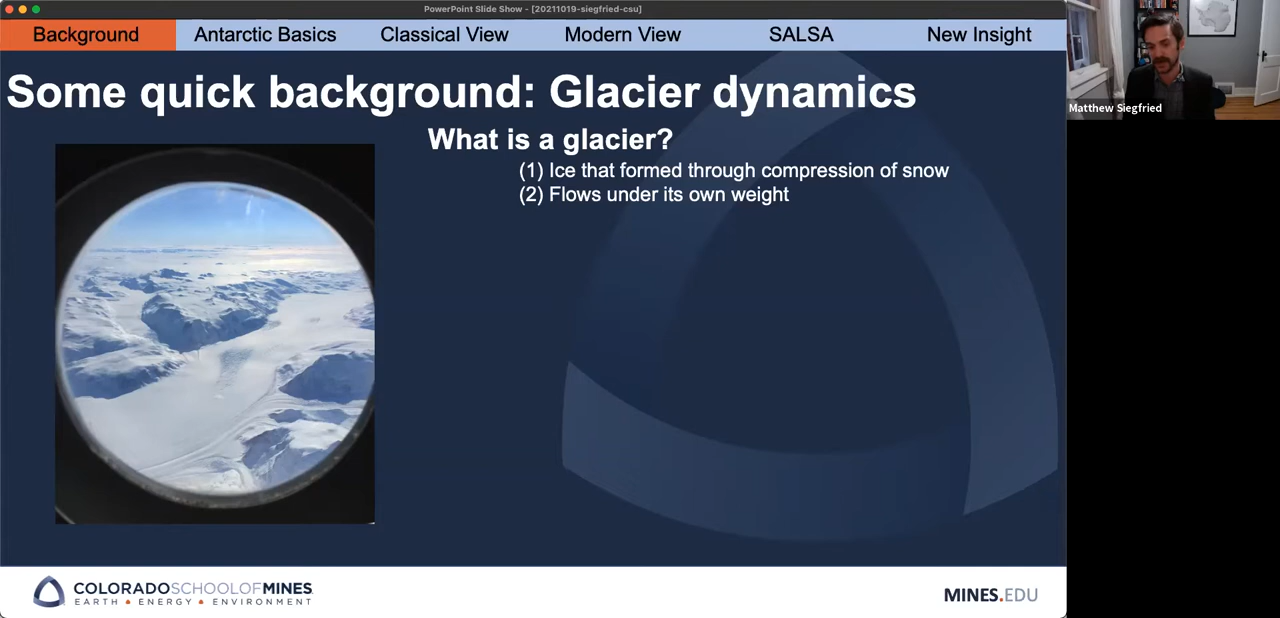 PowerPoint Slide Show - [20211019-siegfried-csu]
Background Antarctic Basics Classical View Modern View SALSA New Insight
Some quick background: Glacier dynamics
What is a glacier?
(1) Ice that formed through compression of snow
(2) Flows under its own weight
Matthew Siegfried
COLORADOSCHOOLOFMINES
EARTH • ENERGY • ENVIRONMENT
MINES.EDU